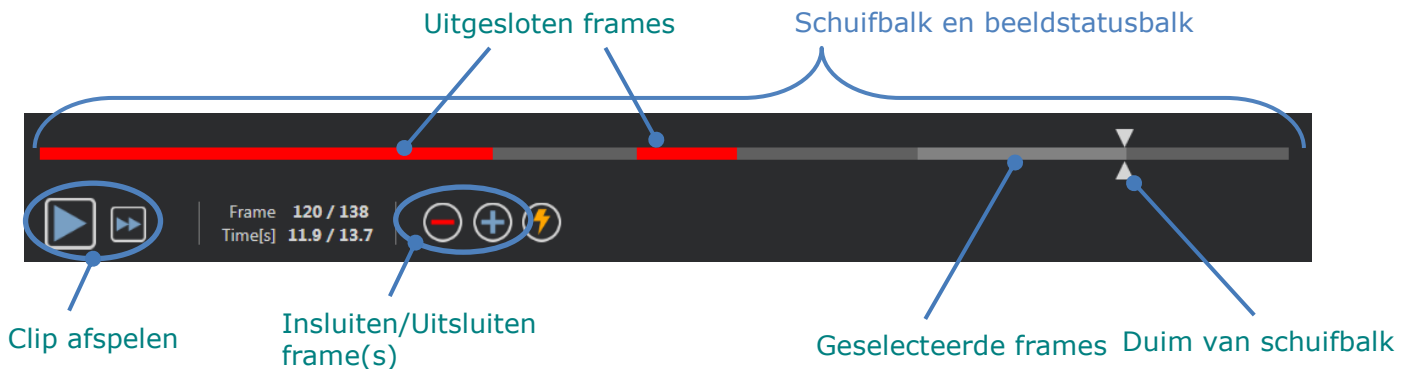 Uitgesloten frames
Schuifbalk en beeldstatusbalk
Frame 120 / 138
Time[s] 11.9 / 13.7
Clip afspelen
Insluiten/Uitsluiten
frame(s)
Geselecteerde frames
Duim van schuifbalk